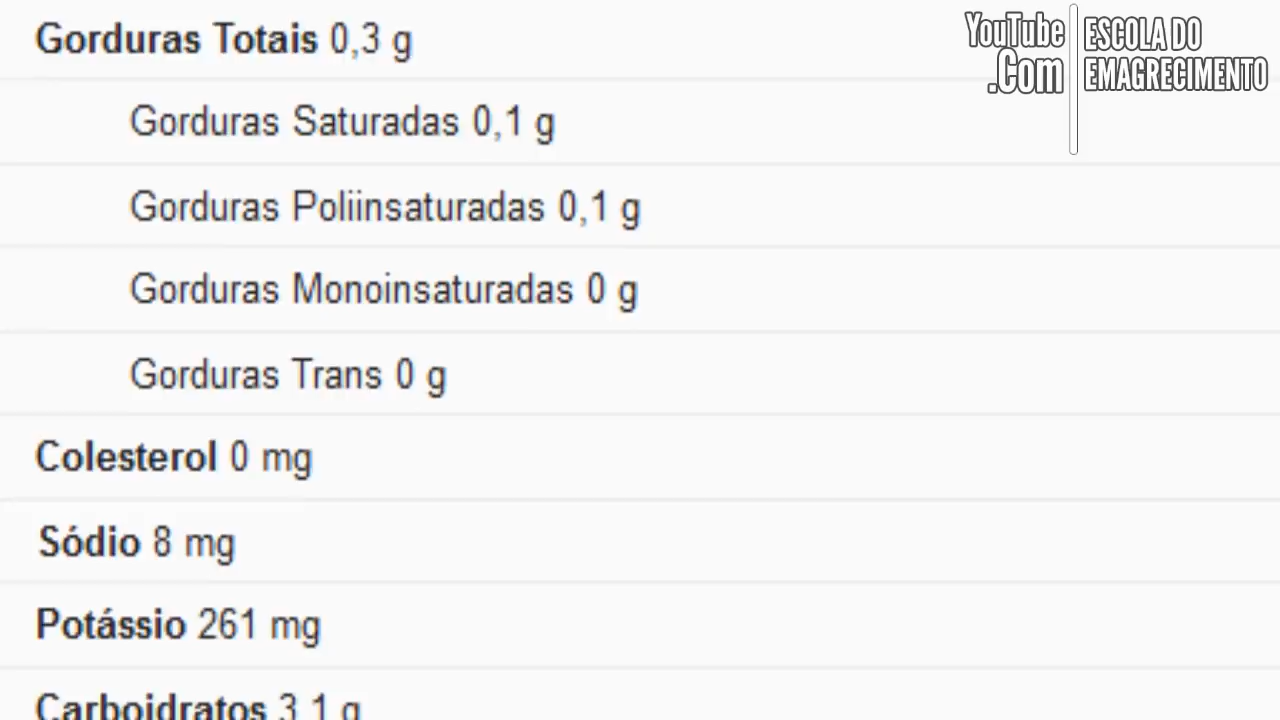 Gorduras Totais 0,3 g
Gorduras Saturadas 0,1 g
Gorduras Poliinsaturadas 0,1 g
Gorduras Monoinsaturadas 0 g
Gorduras Trans 0 g
Colesterol 0 mg
Sódio 8 mg
Potássio 261 mg
Carboidratos 3,1 g
YouTube
.Com
ESCOLA DO
EMAGRECIMENTO